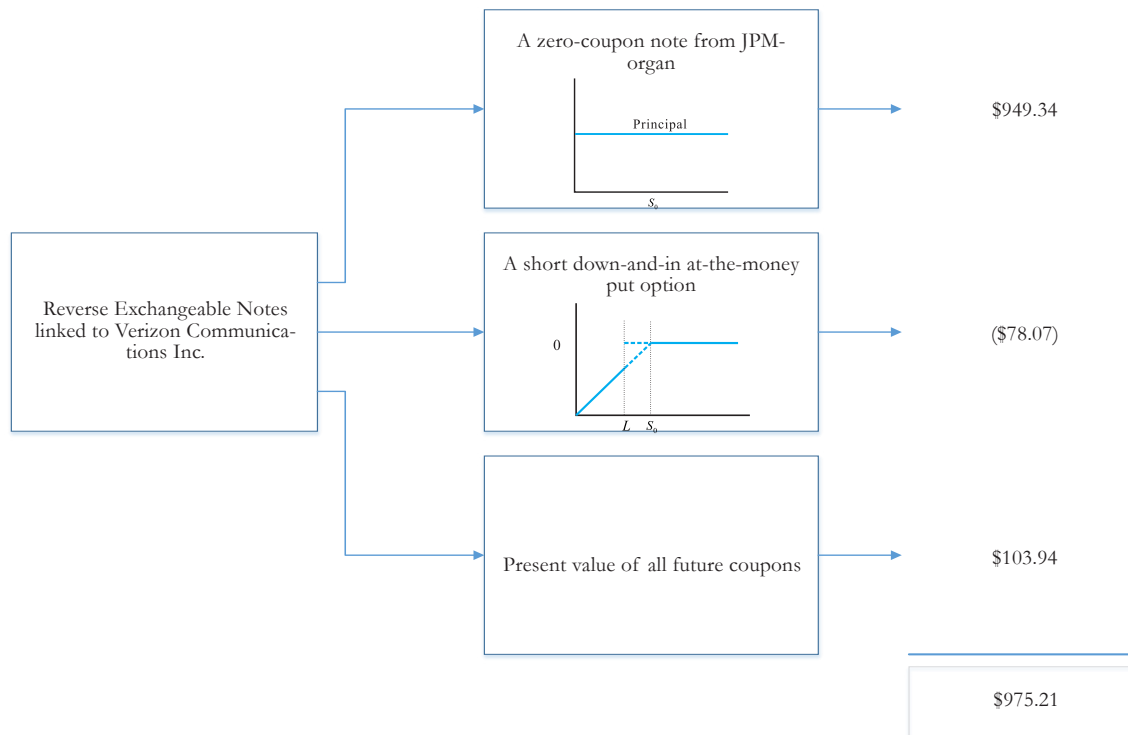 A zero-coupon note from JPM-
organ
Principal
S₀
$949.34
Reverse Exchangeable Notes
linked to Verizon Communica-
tions Inc.
A short down-and-in at-the-money
put option
0
L S₀
($78.07)
Present value of all future coupons
$103.94
$975.21